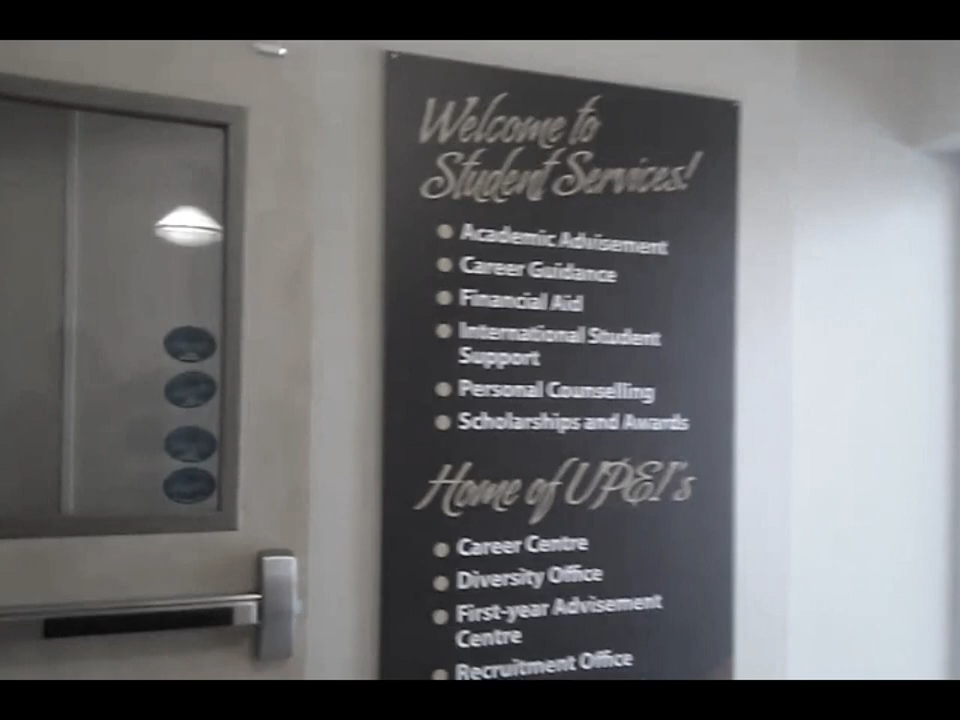 Welcome to
Student Services!
Academic Advisement
Career Guidance
Financial Aid
International Student
Support
Personal Counselling
Scholarships and Awards
Home of UPEI's
Career Centre
Diversity Office
First-year Advisement
Centre
Recruitment Office